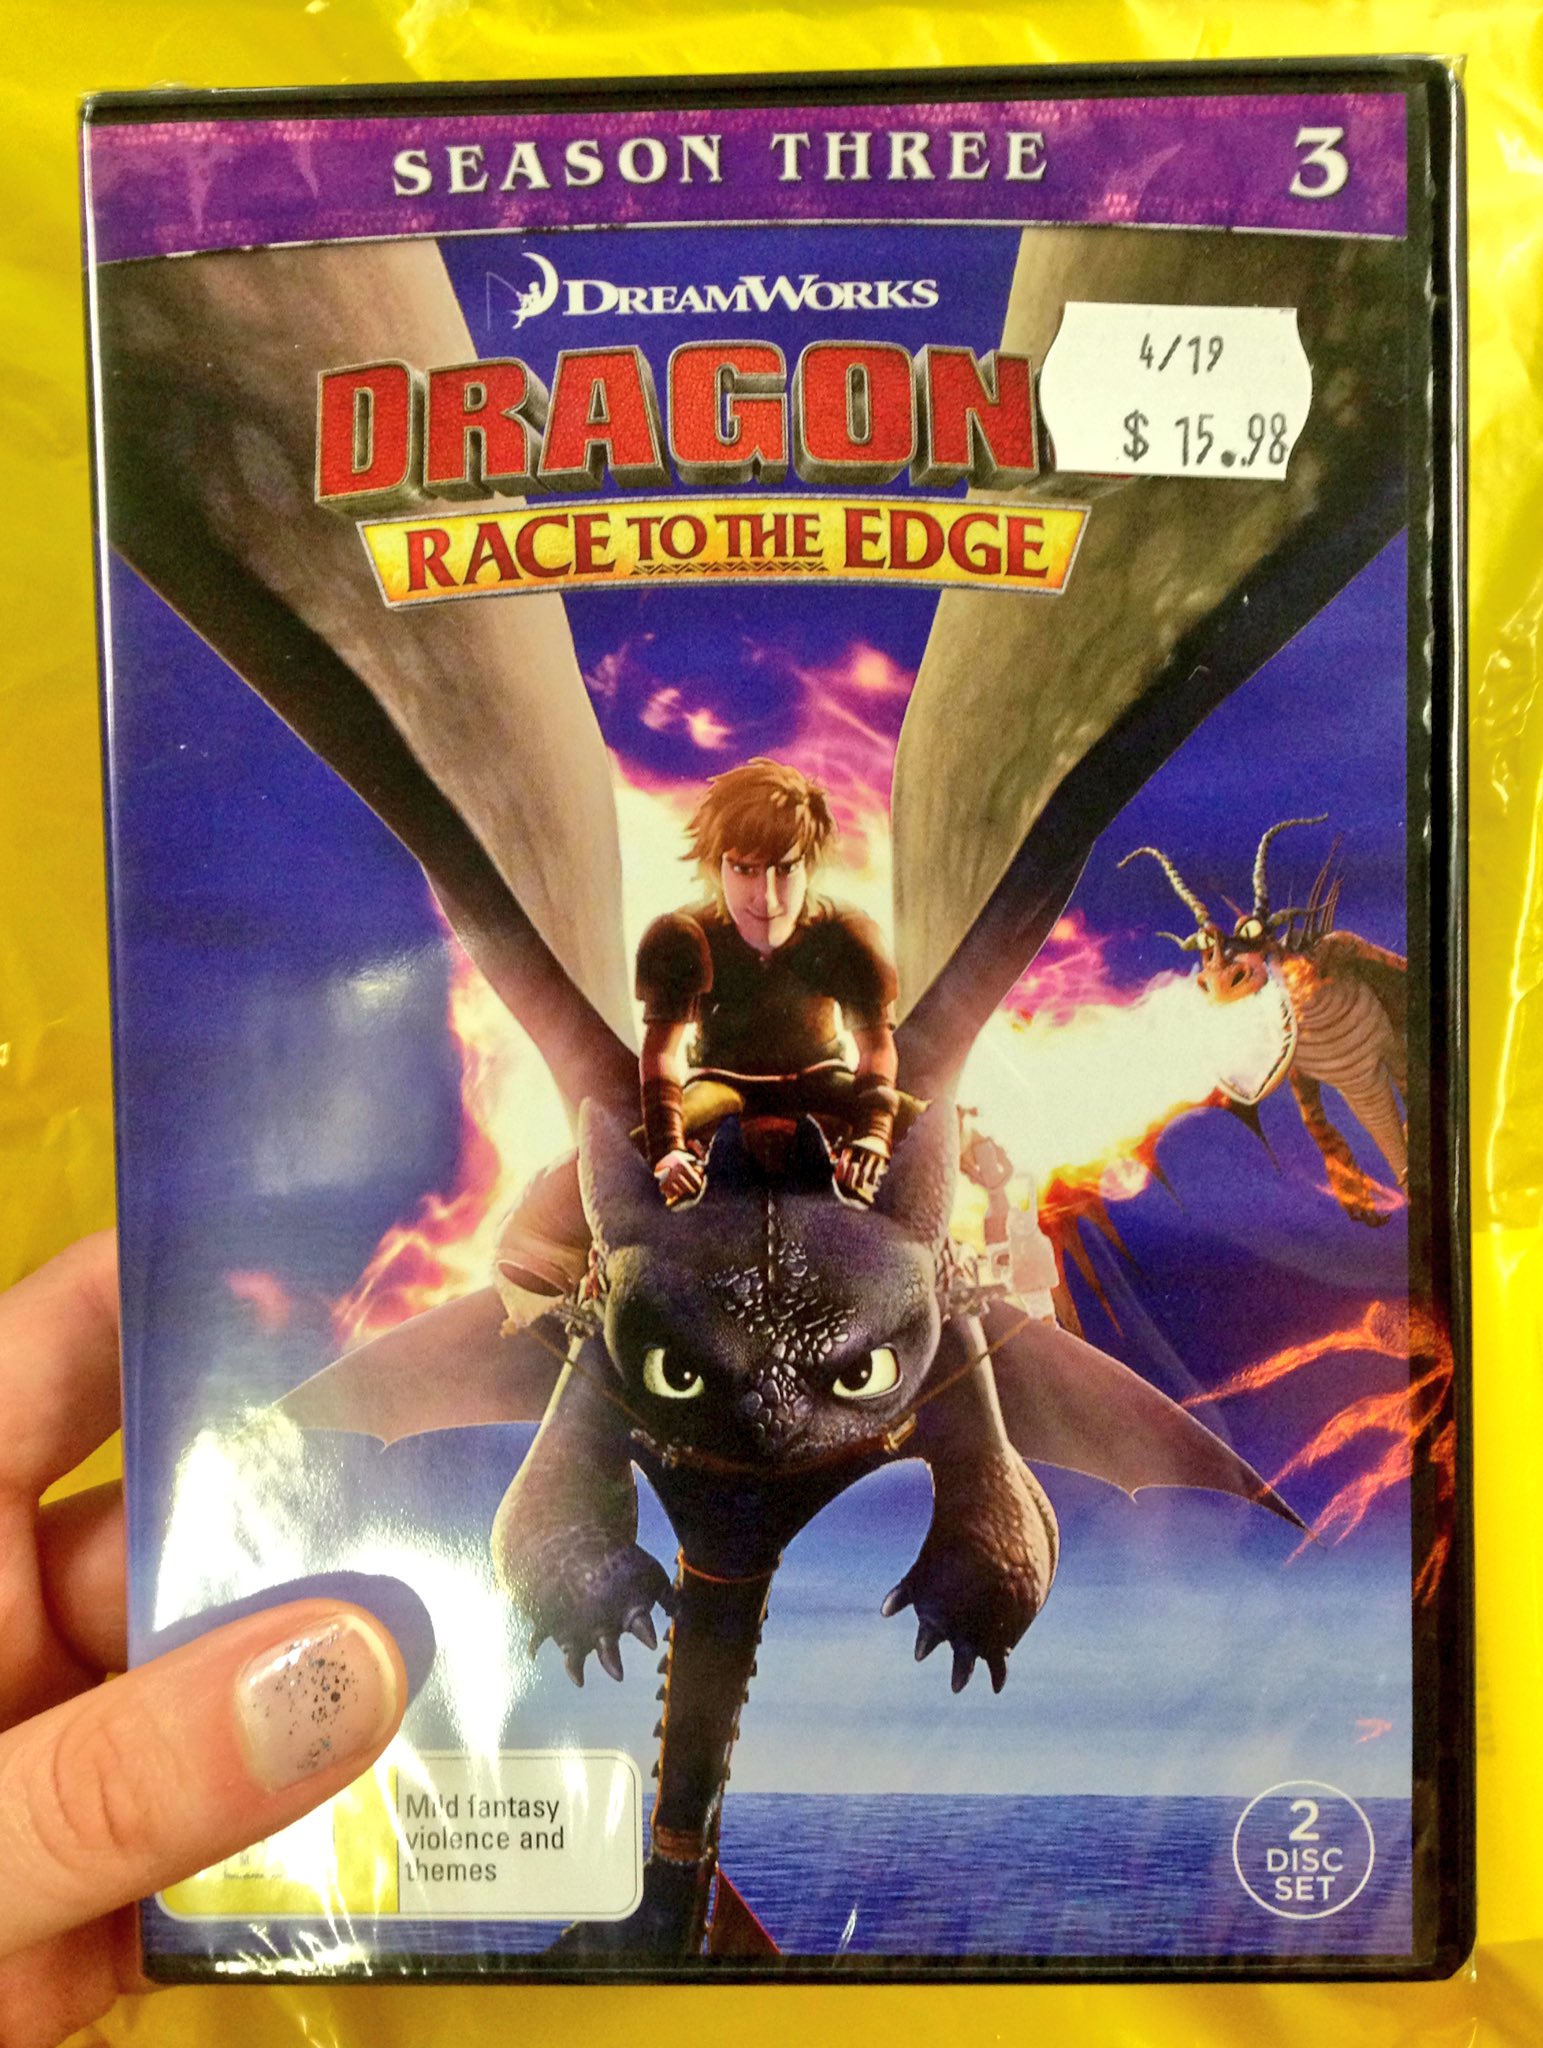 SEASON THREE 3
DREAMWORKS
4/19
$ 15.98
DRAGON
RACE TO THE EDGE
Mild fantasy
violence and
themes
2
DISC
SET